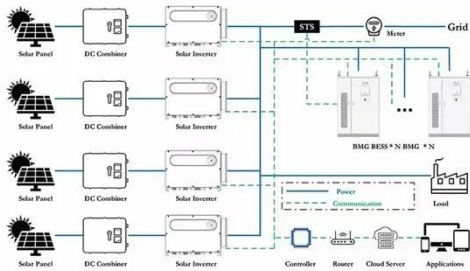 Solar Panel
DC Combiner
Solar Inverter
STS
Meter
Grid
Solar Panel
DC Combiner
Solar Inverter
BMG BESS * N BMG * N
Solar Panel
DC Combiner
Solar Inverter
Power
Communication
Load
Solar Panel
DC Combiner
Solar Inverter
Controller
Router
Cloud Server
Applications